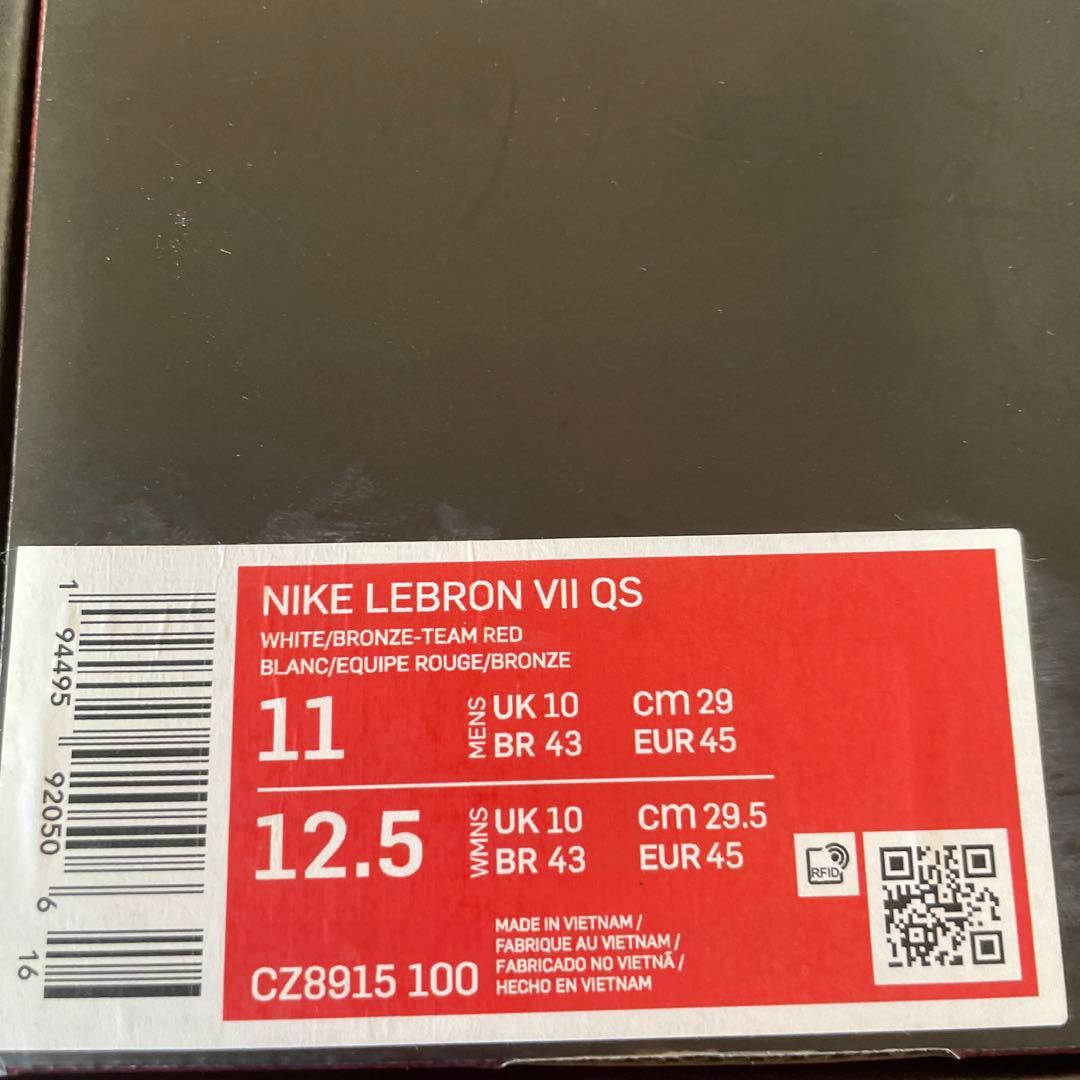 NIKE LEBRON VII QS
WHITE/BRONZE-TEAM RED
BLANC/EQUIPE ROUGE/BRONZE
11
MENS
UK 10 cm 29
BR 43 EUR 45
12.5
WMNS
UK 10 cm 29.5
BR 43 EUR 45
RFID
MADE IN VIETNAM /
FABRIQUE AU VIETNAM /
FABRICADO NO VIETNÃ /
HECHO EN VIETNAM
CZ8915 100
1 94495 92050 6 16